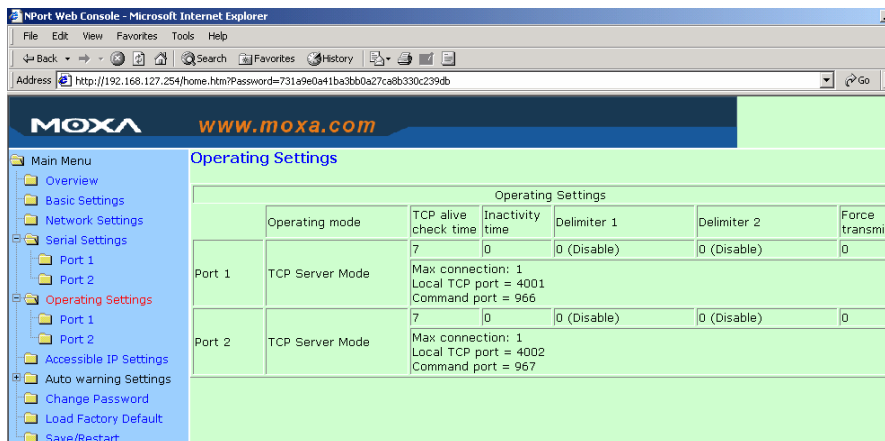 NPort Web Console - Microsoft Internet Explorer
File Edit View Favorites Tools Help
Back Search Favorites History
Address http://192.168.127.254/home.htm?Password=731a9e0a41ba3bb0a27ca8b330c239db Go
MOXA www.moxa.com
Main Menu
Overview
Basic Settings
Network Settings
Serial Settings
Port 1
Port 2
Operating Settings
Port 1
Port 2
Accessible IP Settings
Auto warning Settings
Change Password
Load Factory Default
Save/Restart
Operating Settings
Operating Settings
Operating mode TCP alive check time Inactivity time Delimiter 1 Delimiter 2 Force transmi
Port 1 TCP Server Mode 7 0 0 (Disable) 0 (Disable) 0
Max connection: 1
Local TCP port = 4001
Command port = 966
Port 2 TCP Server Mode 7 0 0 (Disable) 0 (Disable) 0
Max connection: 1
Local TCP port = 4002
Command port = 967